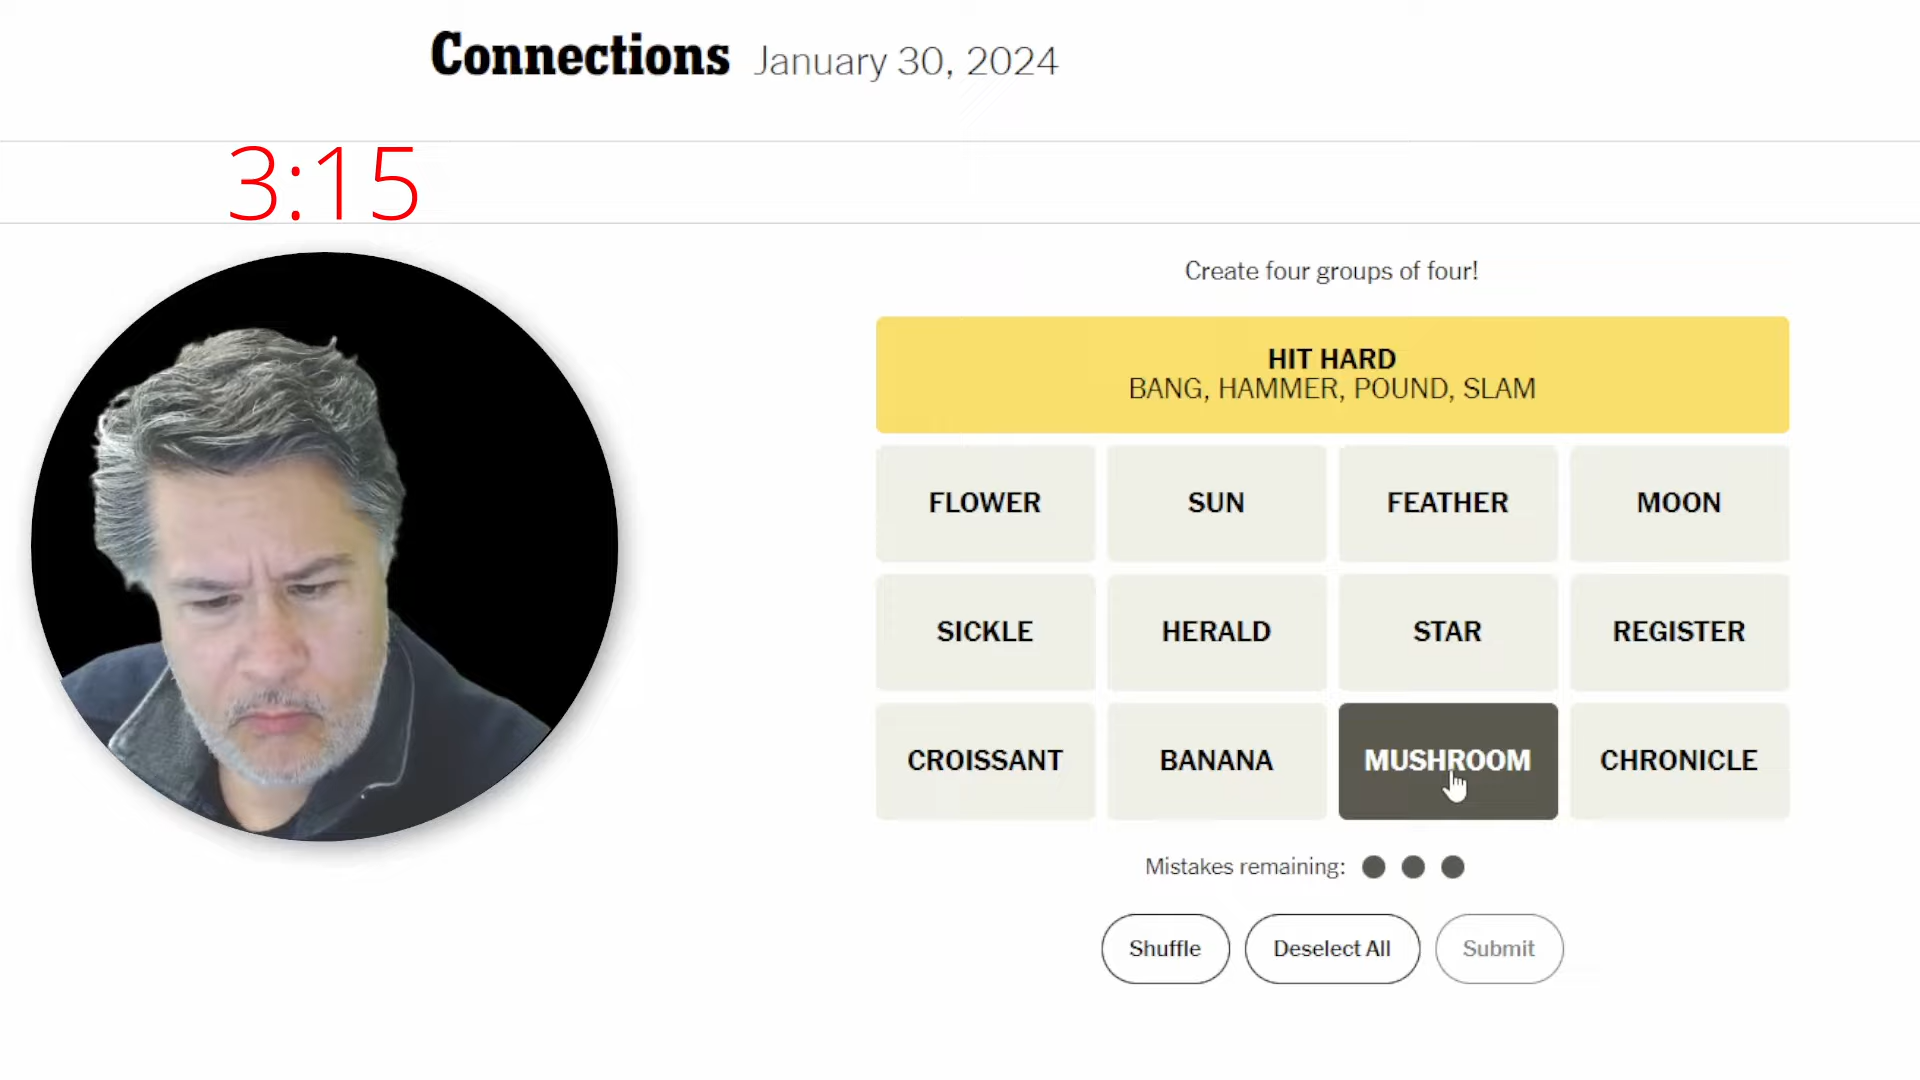 Connections January 30, 2024
3:15
Create four groups of four!
HIT HARD
BANG, HAMMER, POUND, SLAM
FLOWER SUN FEATHER MOON
SICKLE HERALD STAR REGISTER
CROISSANT BANANA MUSHROOM CHRONICLE
Mistakes remaining:
Shuffle Deselect All Submit